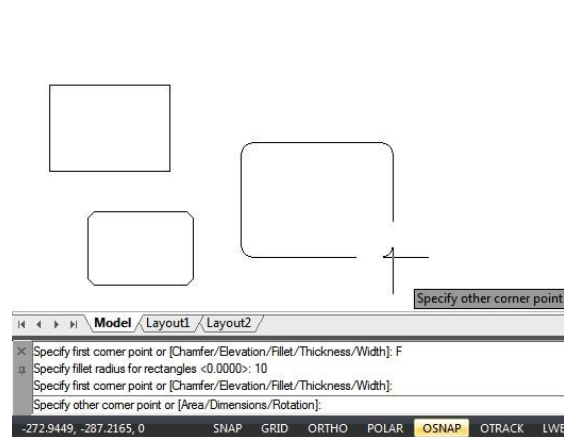 Specify other corner point
Model Layout1 Layout2
Specify first corner point or [Chamfer/Elevation/Fillet/Thickness/Width]: F
Specify fillet radius for rectangles <0.0000>: 10
Specify first corner point or [Chamfer/Elevation/Fillet/Thickness/Width]:
Specify other corner point or [Area/Dimensions/Rotation]:
-272.9449, -287.2165, 0 SNAP GRID ORTHO POLAR OSNAP OTRACK LWE